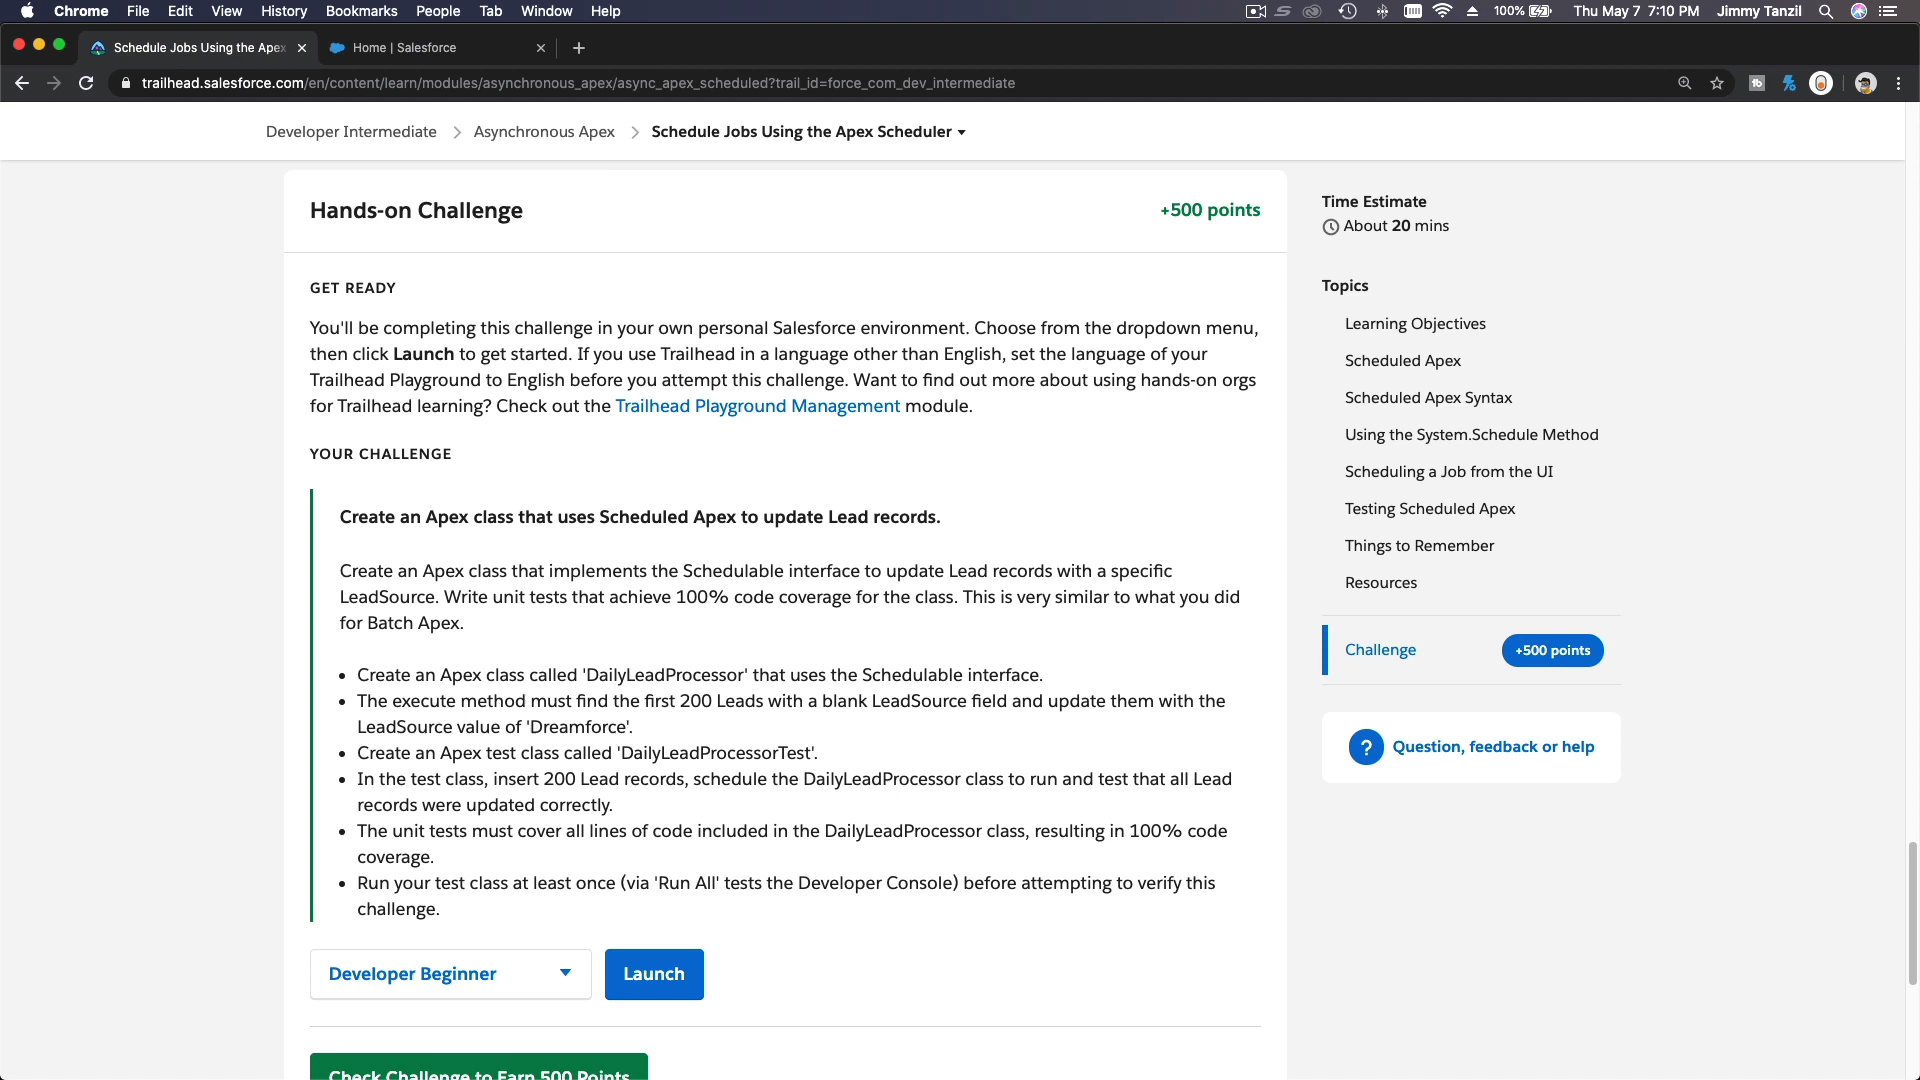 Chrome File Edit View History Bookmarks People Tab Window Help 100% Thu May 7 7:10 PM Jimmy Tanzil
Schedule Jobs Using the Apex Home | Salesforce
trailhead.salesforce.com/en/content/learn/modules/asynchronous_apex/async_apex_scheduled?trail_id=force_com_dev_intermediate
Developer Intermediate > Asynchronous Apex > Schedule Jobs Using the Apex Scheduler
Hands-on Challenge
+500 points
GET READY
You'll be completing this challenge in your own personal Salesforce environment. Choose from the dropdown menu,
then click Launch to get started. If you use Trailhead in a language other than English, set the language of your
Trailhead Playground to English before you attempt this challenge. Want to find out more about using hands-on orgs
for Trailhead learning? Check out the Trailhead Playground Management module.
YOUR CHALLENGE
Create an Apex class that uses Scheduled Apex to update Lead records.
Create an Apex class that implements the Schedulable interface to update Lead records with a specific
LeadSource. Write unit tests that achieve 100% code coverage for the class. This is very similar to what you did
for Batch Apex.
• Create an Apex class called 'DailyLeadProcessor' that uses the Schedulable interface.
• The execute method must find the first 200 Leads with a blank LeadSource field and update them with the
LeadSource value of 'Dreamforce'.
• Create an Apex test class called 'DailyLeadProcessorTest'.
• In the test class, insert 200 Lead records, schedule the DailyLeadProcessor class to run and test that all Lead
records were updated correctly.
• The unit tests must cover all lines of code included in the DailyLeadProcessor class, resulting in 100% code
coverage.
• Run your test class at least once (via 'Run All' tests the Developer Console) before attempting to verify this
challenge.
Developer Beginner
Launch
Check Challenge to Earn 500 Points
Time Estimate
About 20 mins
Topics
Learning Objectives
Scheduled Apex
Scheduled Apex Syntax
Using the System.Schedule Method
Scheduling a Job from the UI
Testing Scheduled Apex
Things to Remember
Resources
Challenge
+500 points
? Question, feedback or help